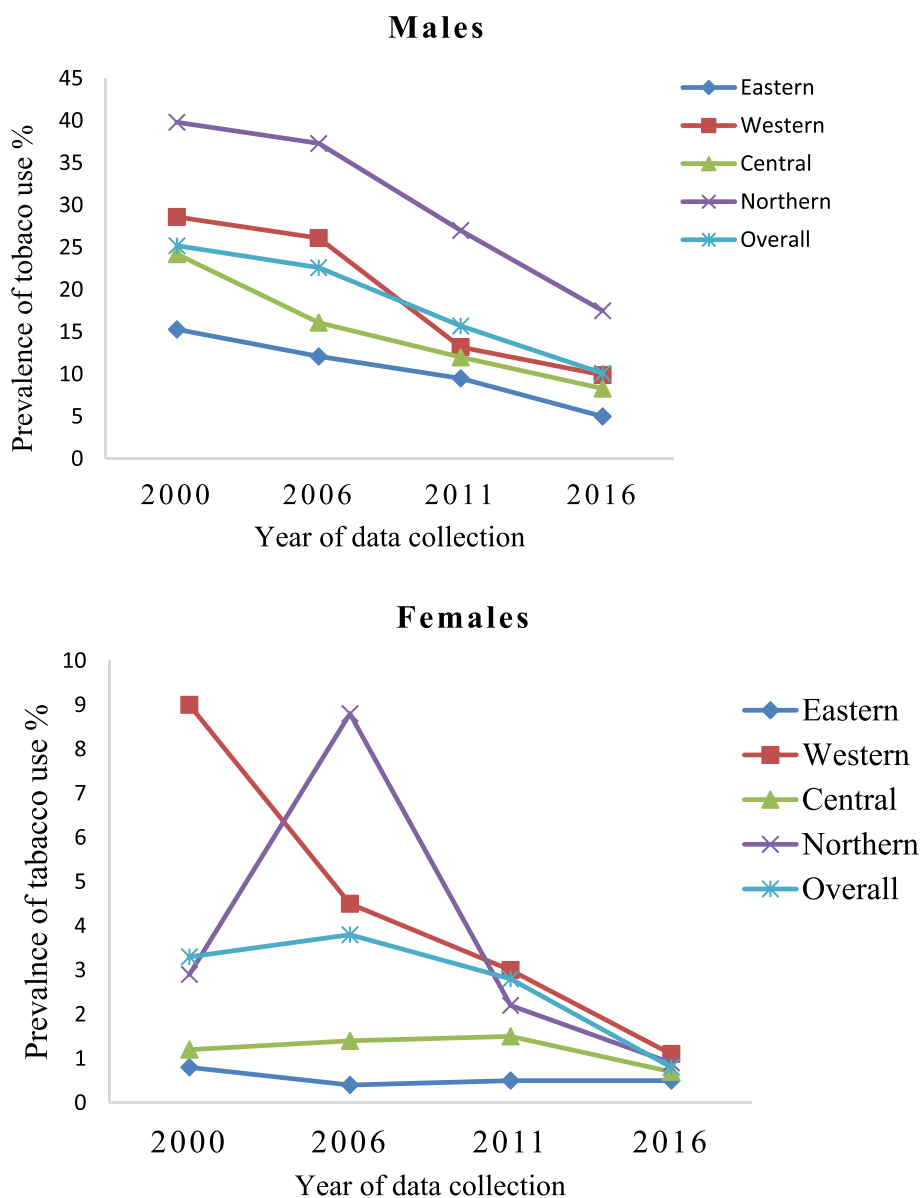 Males
Prevalence of tobaco use %
45
40
35
30
25
20
15
10
5
0
2000 2006 2011 2016
Year of data collection
Eastern
Western
Central
Northern
Overall
Females
Prevalnce of tabacco use %
10
9
8
7
6
5
4
3
2
1
0
2000 2006 2011 2016
Year of data collection
Eastern
Western
Central
Northern
Overall